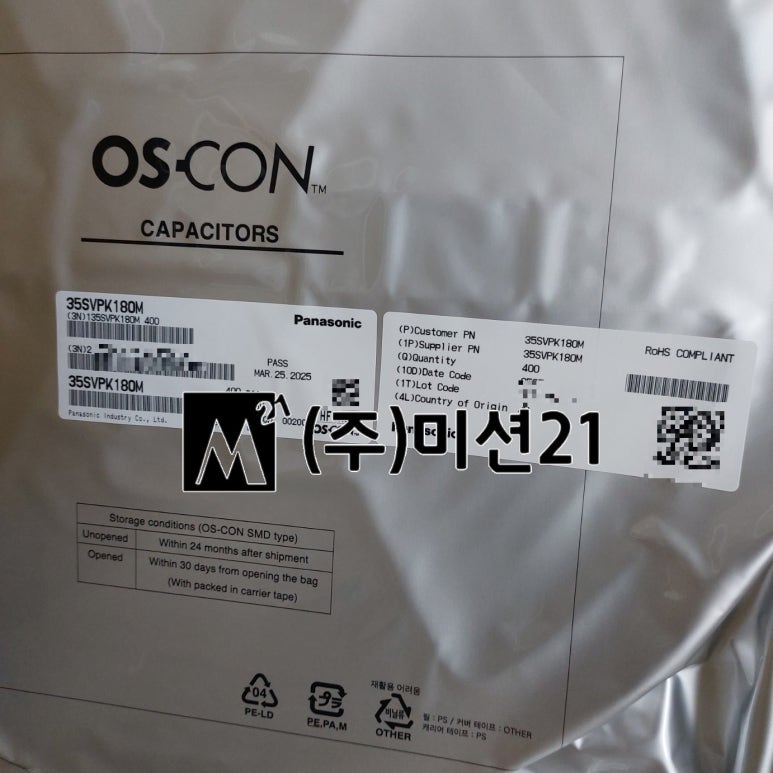 OS-CON™
CAPACITORS
35SVPK180M
(3N)135SVPK180M 400
Panasonic
(3N)2
PASS
MAR.25.2025
35SVPK180M
Panasonic Industry Co., Ltd.
(P)Customer PN 35SVPK180M
(1P)Supplier PN 35SVPK180M
(Q)Quantity 400
(10D)Date Code
(1T)Lot Code
(4L)Country of Origin
RoHS COMPLIANT
M21 (주)미션21
Storage conditions (OS-CON SMD type)
Unopened Within 24 months after shipment
Opened Within 30 days from opening the bag
(With packed in carrier tape)
04
PE-LD
プラ
PE,PA,M
재활용 어려움
비닐류
OTHER
릴 : PS / 커버 테이프 : OTHER
캐리어 테이프 : PS